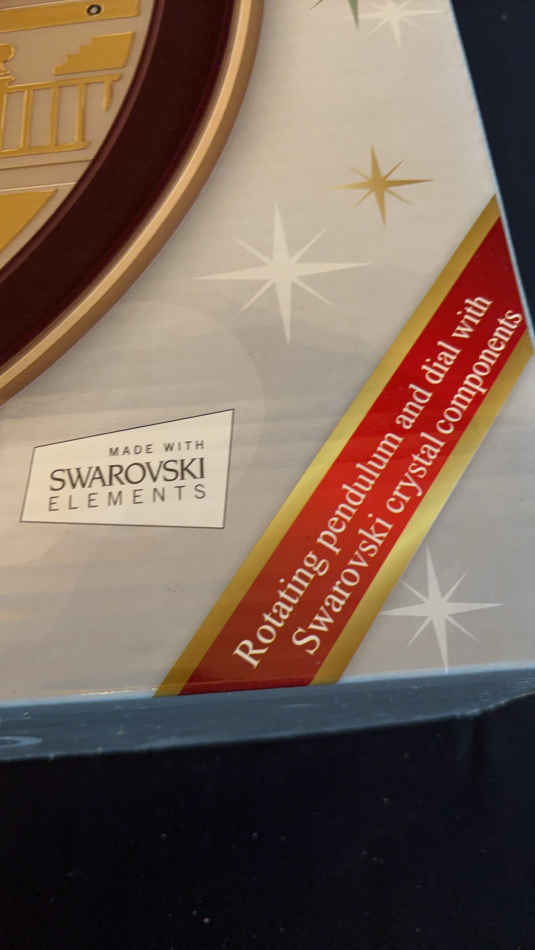 MADE WITH
SWAROVSKI
ELEMENTS
Rotating pendulum and dial with
Swarovski crystal components